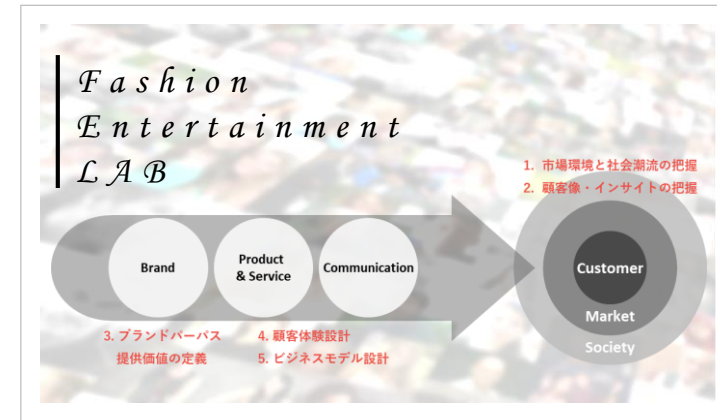 Fashion
Entertainment
LAB
1. 市場環境と社会潮流の把握
2. 顧客像・インサイトの把握
Brand
Product
& Service
Communication
Customer
Market
Society
3. ブランドパーパス
提供価値の定義
4. 顧客体験設計
5. ビジネスモデル設計